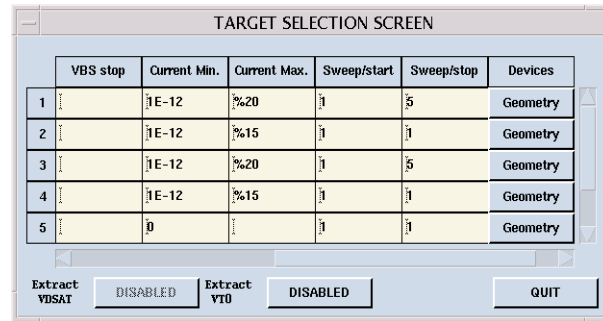 TARGET SELECTION SCREEN
VBS stop Current Min. Current Max. Sweep/start Sweep/stop Devices
1 1E-12 %20 1 5 Geometry
2 1E-12 %15 1 1 Geometry
3 1E-12 %20 1 5 Geometry
4 1E-12 %15 1 1 Geometry
5 0 1 1 Geometry
Extract VDSAT DISABLED Extract VT0 DISABLED QUIT